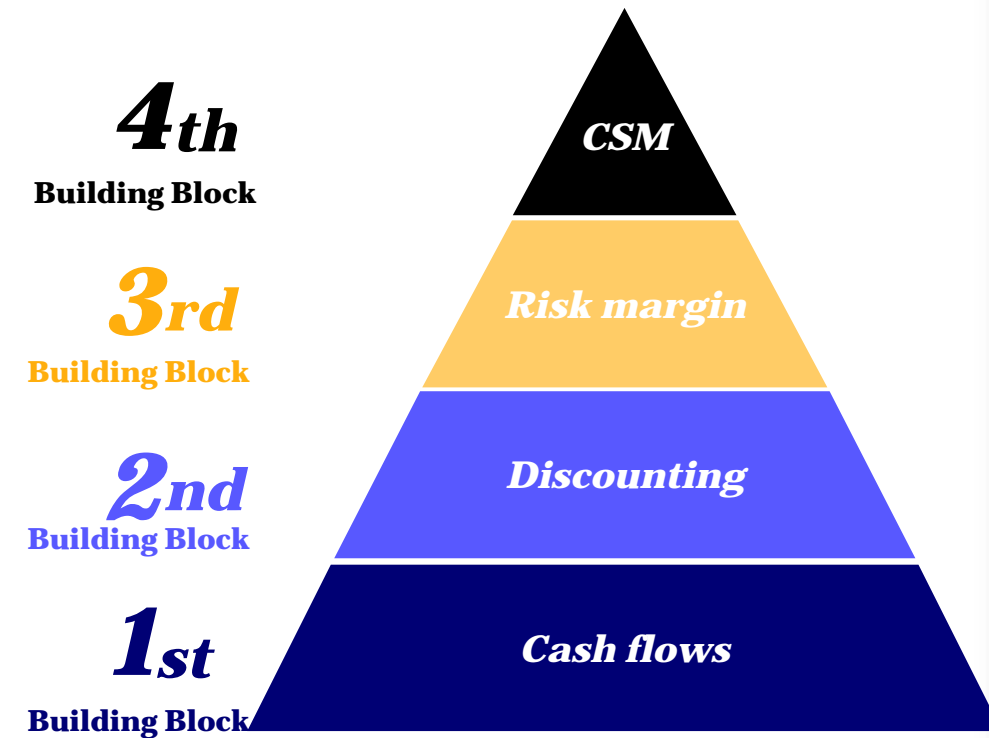 4th
Building Block
CSM
3rd
Building Block
Risk margin
2nd
Building Block
Discounting
1st
Building Block
Cash flows